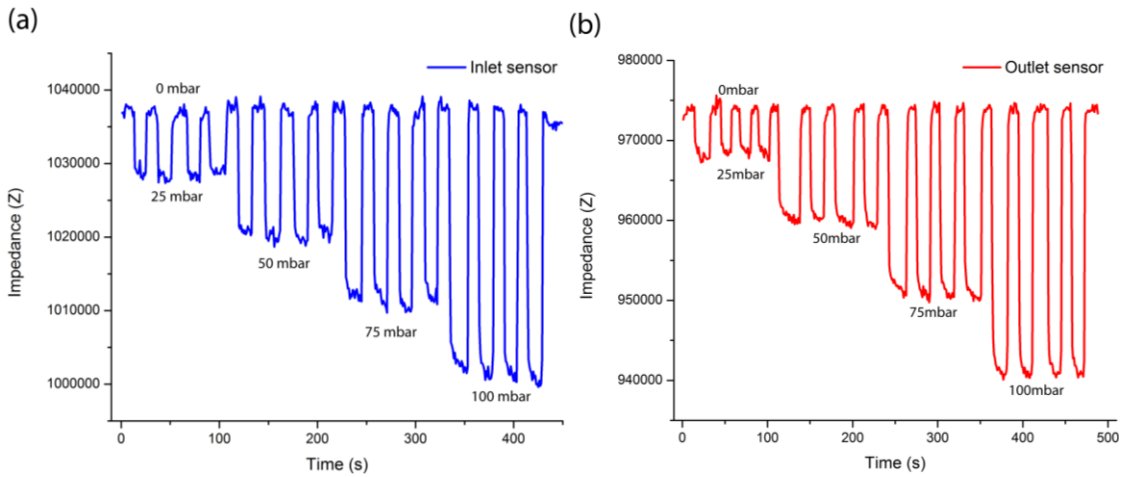 (a)
Inlet sensor
0 mbar
25 mbar
50 mbar
75 mbar
100 mbar
1040000
1030000
1020000
1010000
1000000
Impedance (Z)
0
100
200
300
400
Time (s)
(b)
Outlet sensor
0mbar
25mbar
50mbar
75mbar
100mbar
980000
970000
960000
950000
940000
Impedance (Z)
0
100
200
300
400
500
Time (s)